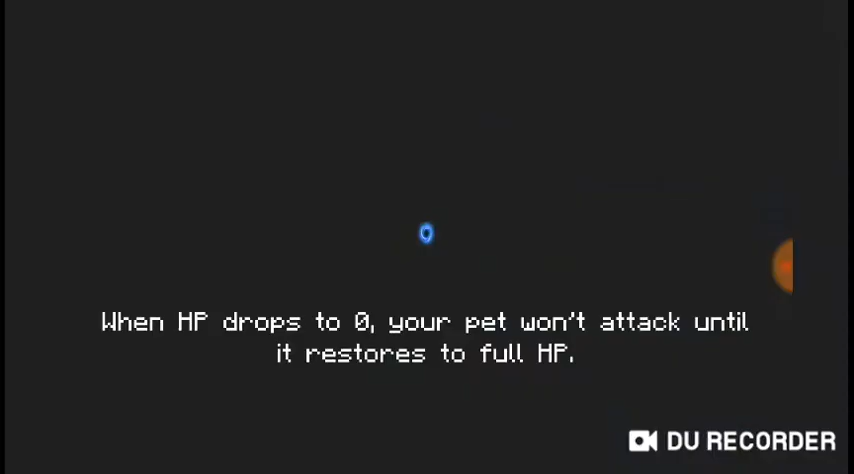 When HP drops to 0, your pet won't attack until
it restores to full HP.
DU RECORDER